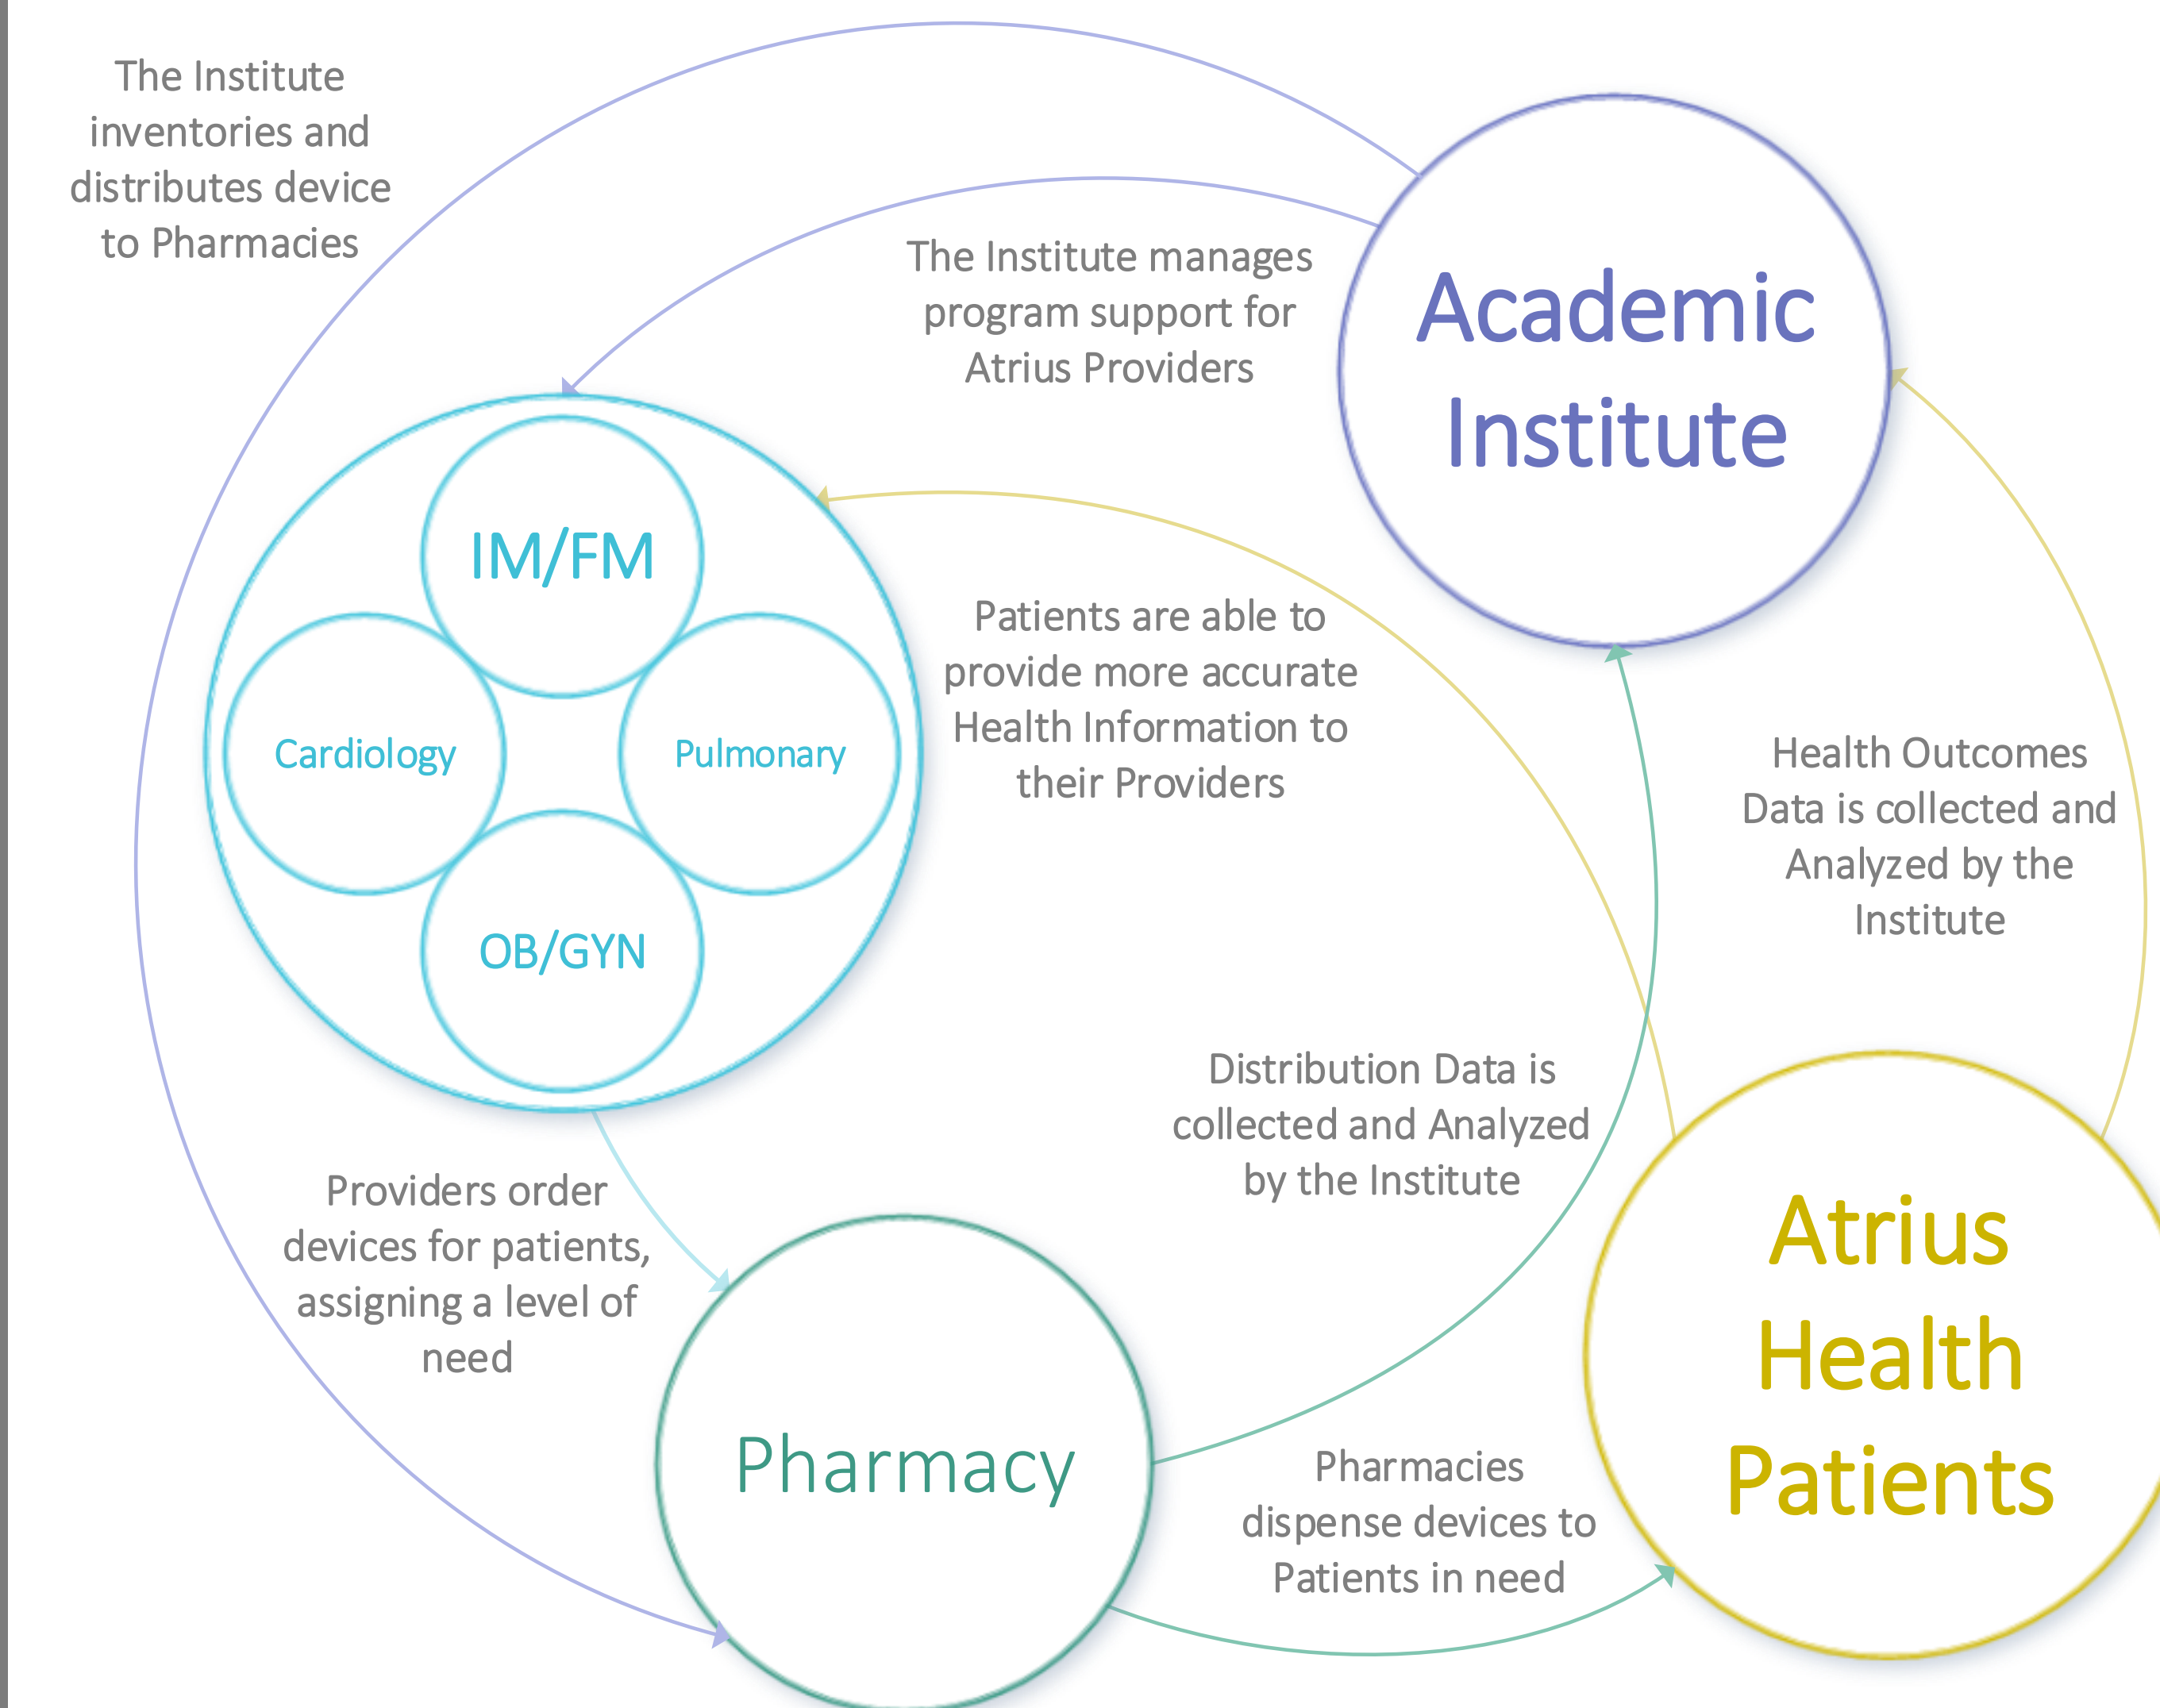 The Institute
inventories and
distributes device
to Pharmacies
The Institute manages
program support for
Atrius Providers
Academic
Institute
IM/FM
Cardiology
Pulmonary
OB/GYN
Patients are able to
provide more accurate
Health Information to
their Providers
Health Outcomes
Data is collected and
Analyzed by the
Institute
Distribution Data is
collected and Analyzed
by the Institute
Providers order
devices for patients,
assigning a level of
need
Atrius
Health
Patients
Pharmacy
Pharmacies
dispense devices to
Patients in need